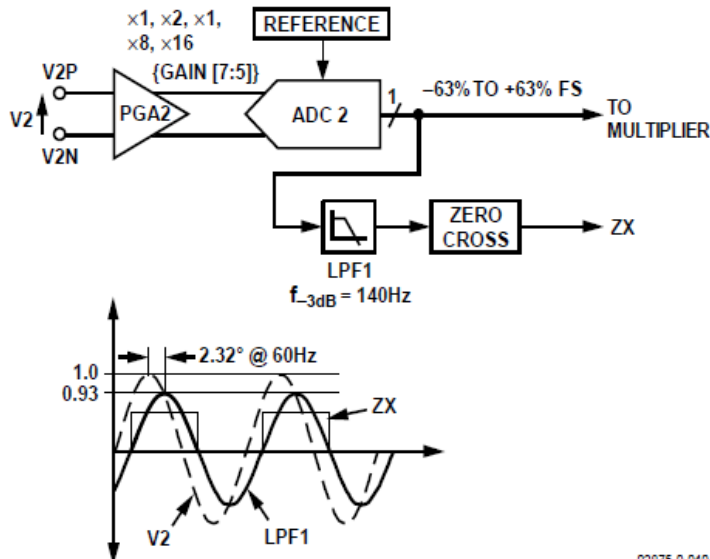 ×1, ×2, ×1,
×8, ×16
REFERENCE
V2P
{GAIN [7:5]}
V2
PGA2
ADC 2
1
–63% TO +63% FS
TO
MULTIPLIER
V2N
ZERO
CROSS
ZX
LPF1
f–3dB = 140Hz
2.32° @ 60Hz
1.0
0.93
ZX
V2
LPF1